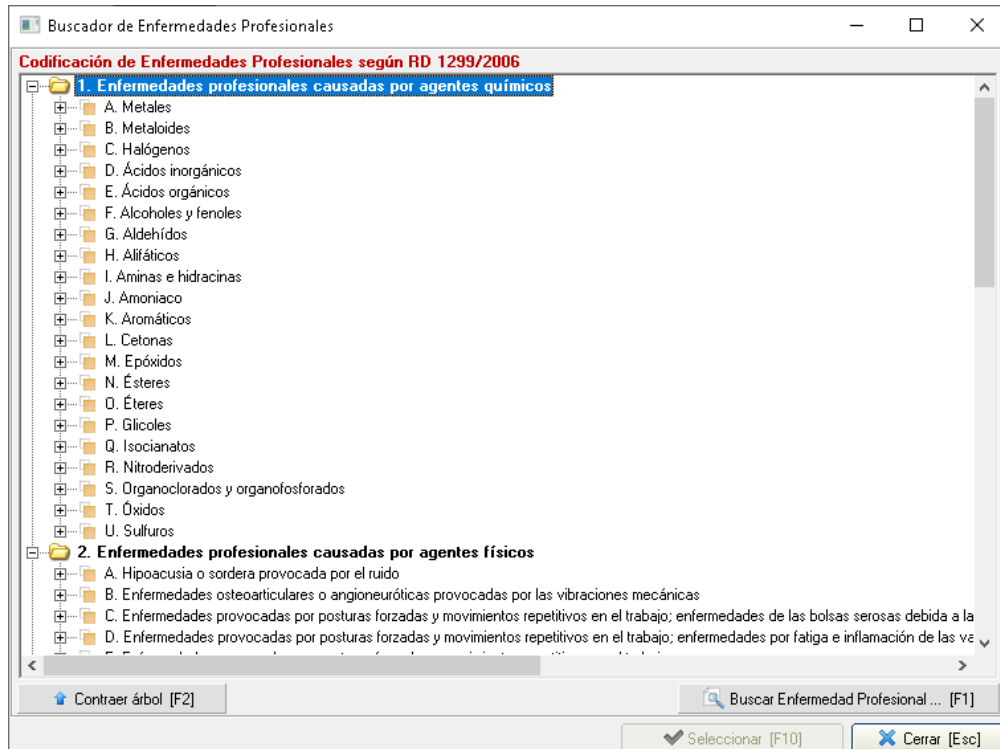 Buscador de Enfermedades Profesionales
Codificación de Enfermedades Profesionales según RD 1299/2006
1. Enfermedades profesionales causadas por agentes químicos
A. Metales
B. Metaloides
C. Halógenos
D. Ácidos inorgánicos
E. Ácidos orgánicos
F. Alcoholes y fenoles
G. Aldehídos
H. Alifáticos
I. Aminas e hidracinas
J. Amoniaco
K. Aromáticos
L. Cetonas
M. Epóxidos
N. Ésteres
O. Éteres
P. Glicoles
Q. Isocianatos
R. Nitroderivados
S. Organoclorados y organofosforados
T. Óxidos
U. Sulfuros
2. Enfermedades profesionales causadas por agentes físicos
A. Hipoacusia o sordera provocada por el ruido
B. Enfermedades osteoarticulares o angioneuróticas provocadas por las vibraciones mecánicas
C. Enfermedades provocadas por posturas forzadas y movimientos repetitivos en el trabajo; enfermedades de las bolsas serosas debida a la
D. Enfermedades provocadas por posturas forzadas y movimientos repetitivos en el trabajo; enfermedades por fatiga e inflamación de las va
Contraer árbol [F2]
Buscar Enfermedad Profesional ... [F1]
Seleccionar [F10]
Cerrar [Esc]